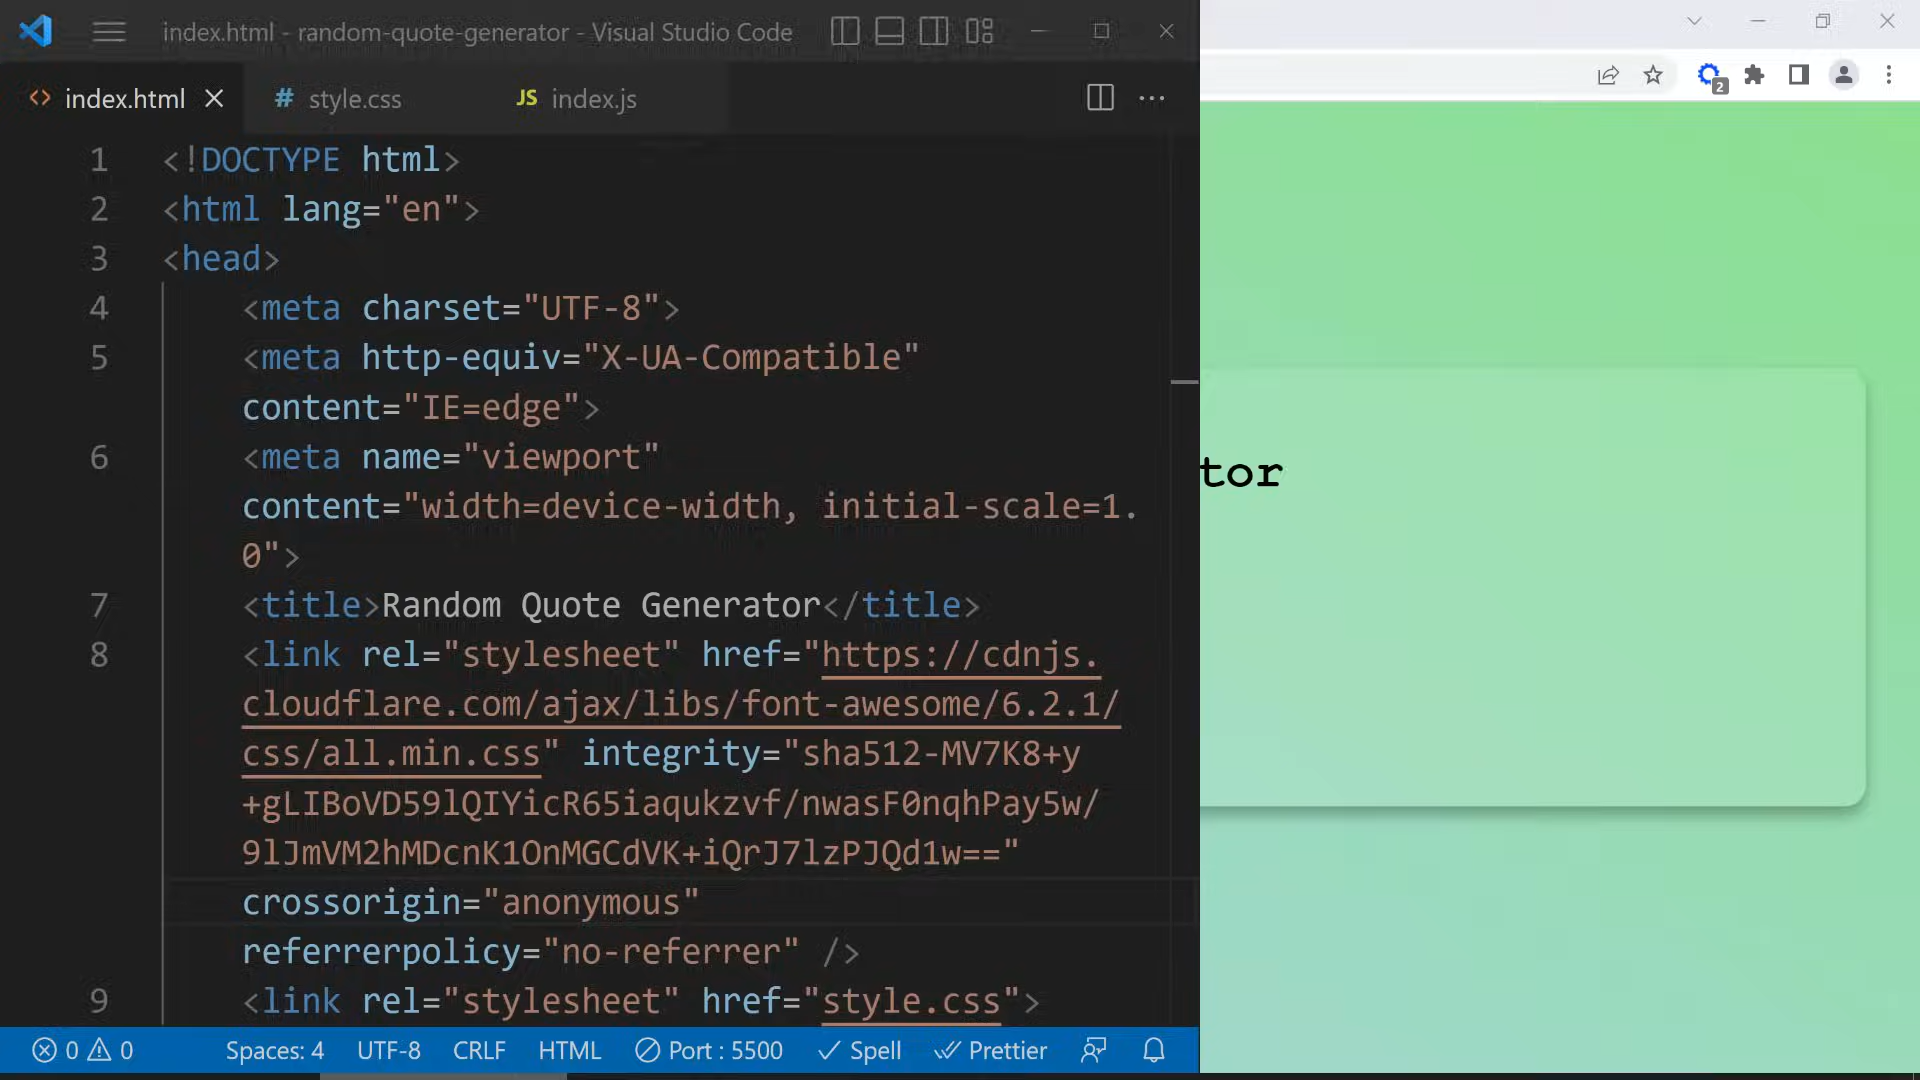 index.html - random-quote-generator - Visual Studio Code
index.html
# style.css
JS index.js
2
1 <!DOCTYPE html>
2 <html lang="en">
3 <head>
4 <meta charset="UTF-8">
5 <meta http-equiv="X-UA-Compatible"
content="IE=edge">
6 <meta name="viewport"
content="width=device-width, initial-scale=1.
0">
7 <title>Random Quote Generator</title>
8 <link rel="stylesheet" href="https://cdnjs.
cloudflare.com/ajax/libs/font-awesome/6.2.1/
css/all.min.css" integrity="sha512-MV7K8+y
+gLIBoVD59lQIYicR65iaqukzvf/nwasF0nqhPay5w/
9lJmVM2hMDcnK1OnMGCdVK+iQrJ7lzPJQd1w=="
crossorigin="anonymous"
referrerpolicy="no-referrer" />
9 <link rel="stylesheet" href="style.css">
tor
0 0 Spaces: 4 UTF-8 CRLF HTML Port : 5500 Spell Prettier